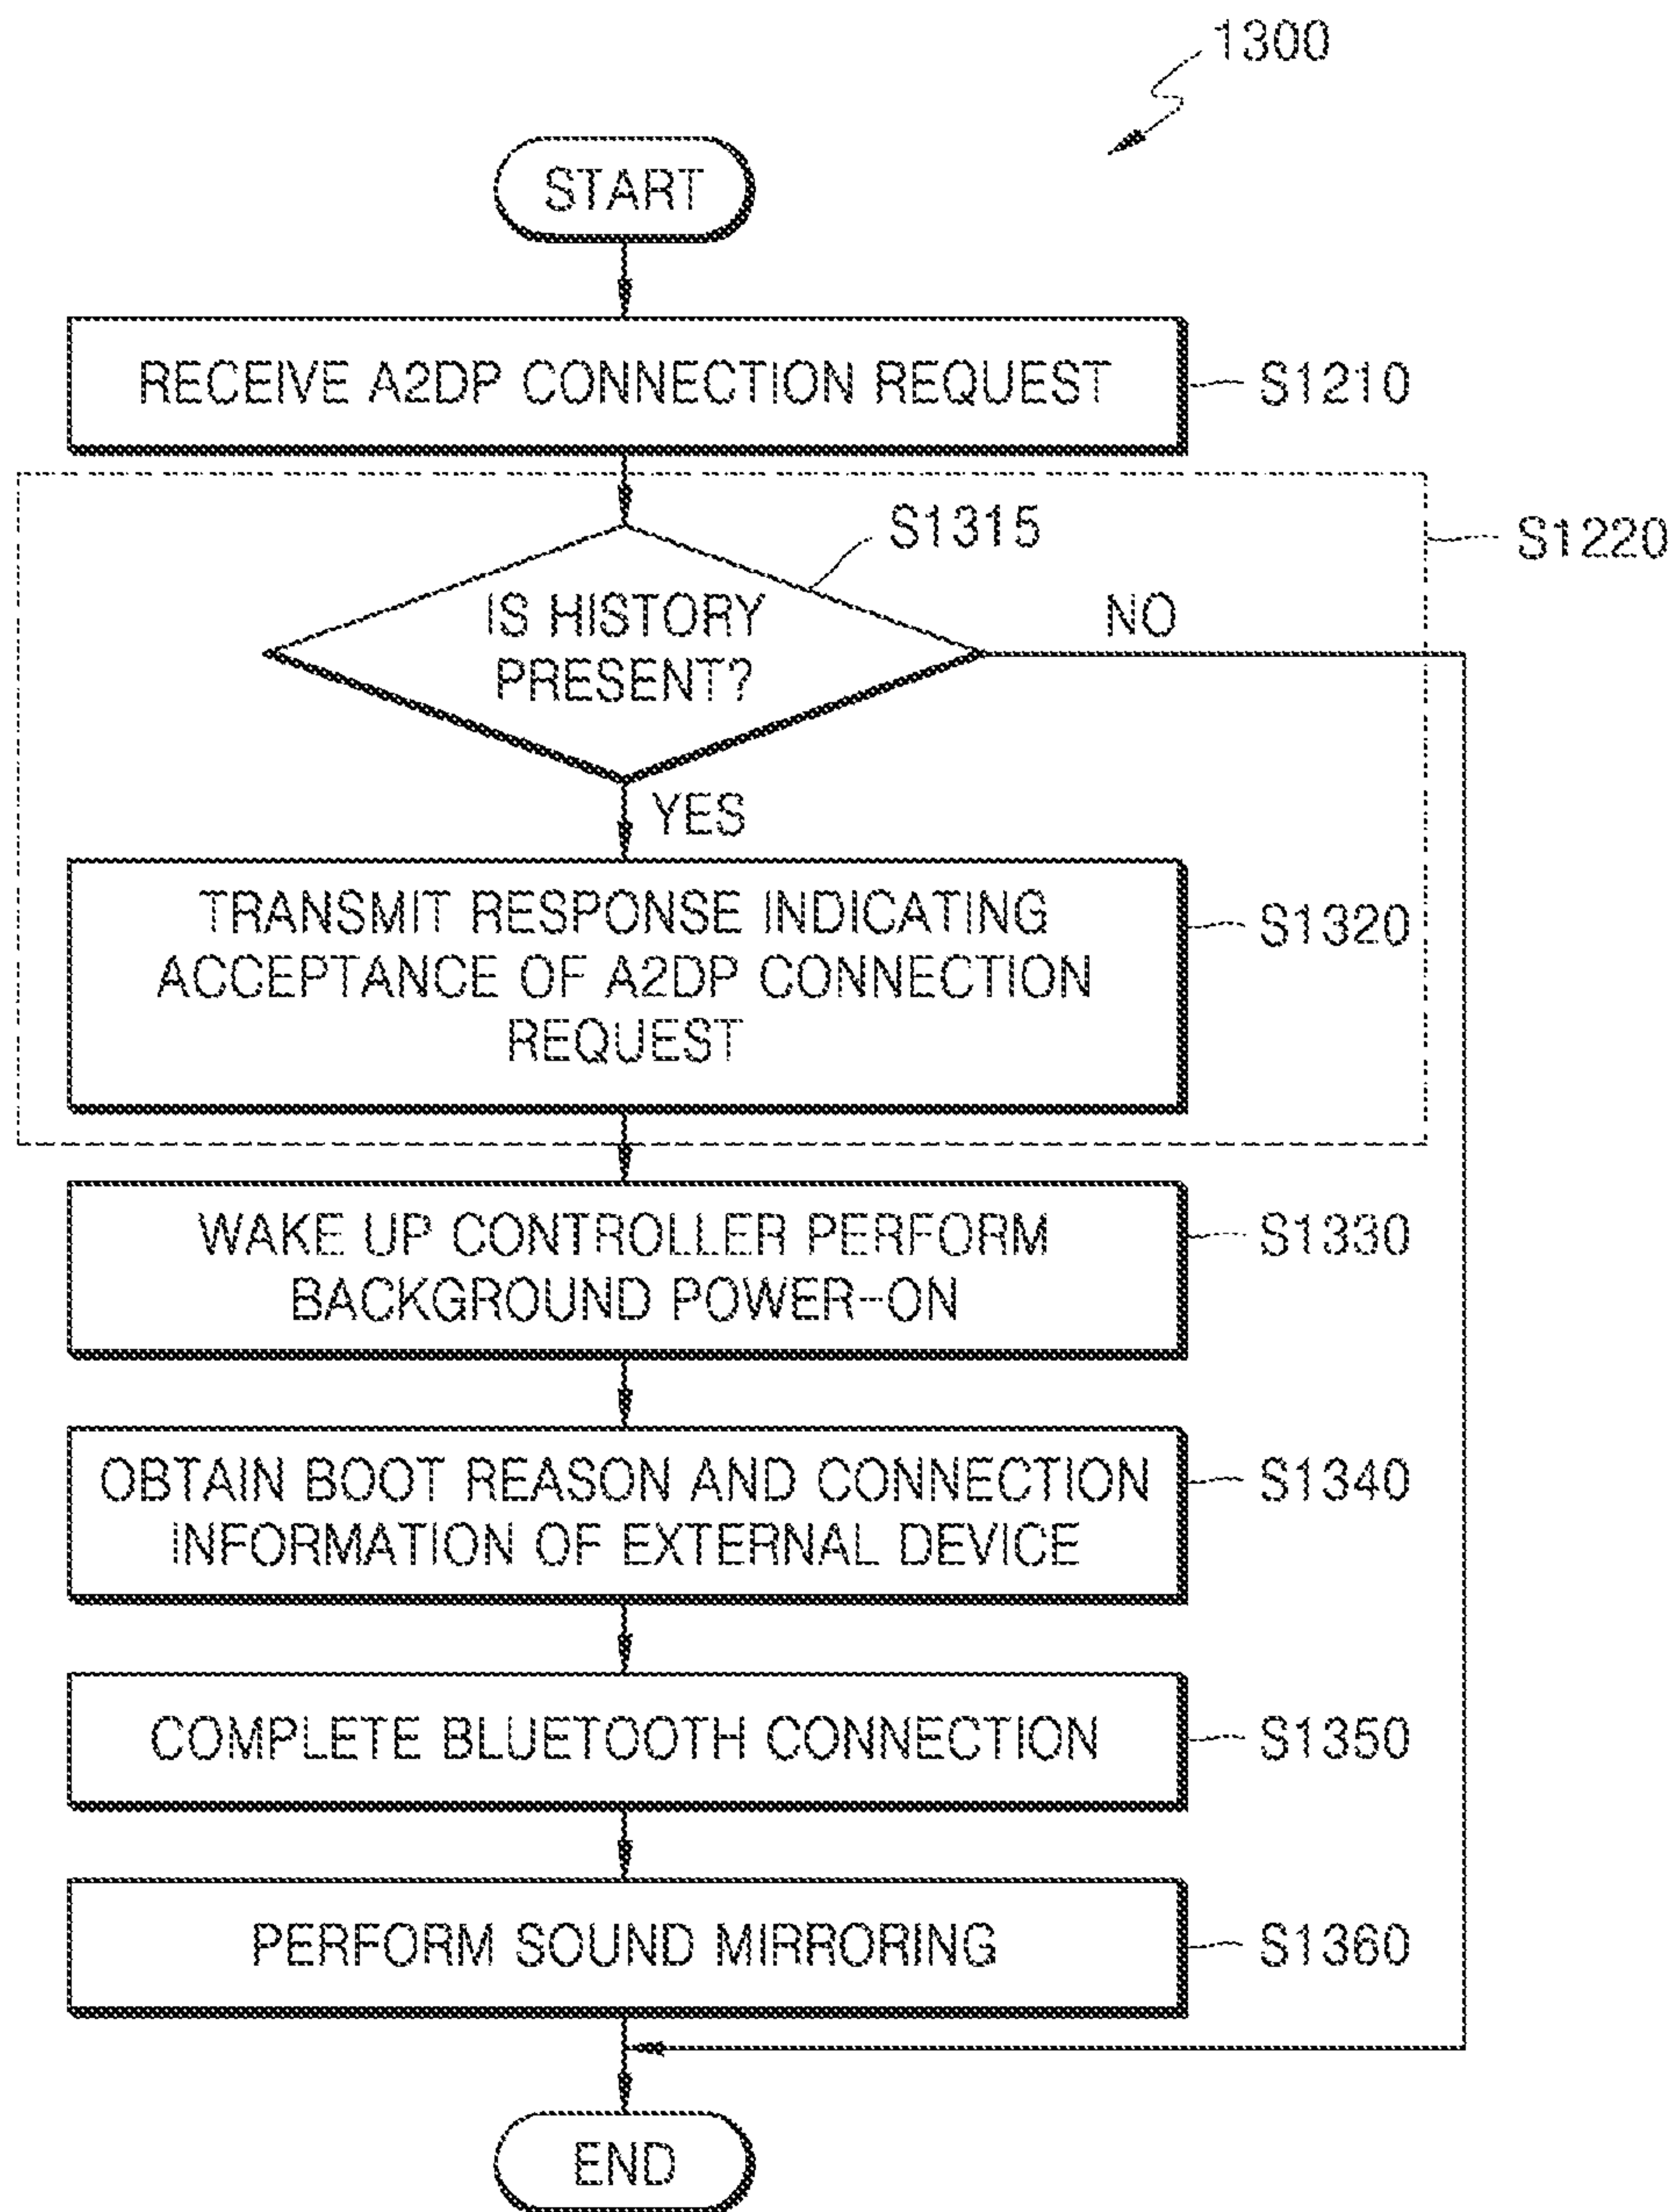 1300
START
RECEIVE A2DP CONNECTION REQUEST
S1210
S1315
S1220
IS HISTORY
PRESENT?
NO
YES
TRANSMIT RESPONSE INDICATING
ACCEPTANCE OF A2DP CONNECTION
REQUEST
S1320
WAKE UP CONTROLLER PERFORM
BACKGROUND POWER-ON
S1330
OBTAIN BOOT REASON AND CONNECTION
INFORMATION OF EXTERNAL DEVICE
S1340
COMPLETE BLUETOOTH CONNECTION
S1350
PERFORM SOUND MIRRORING
S1360
END